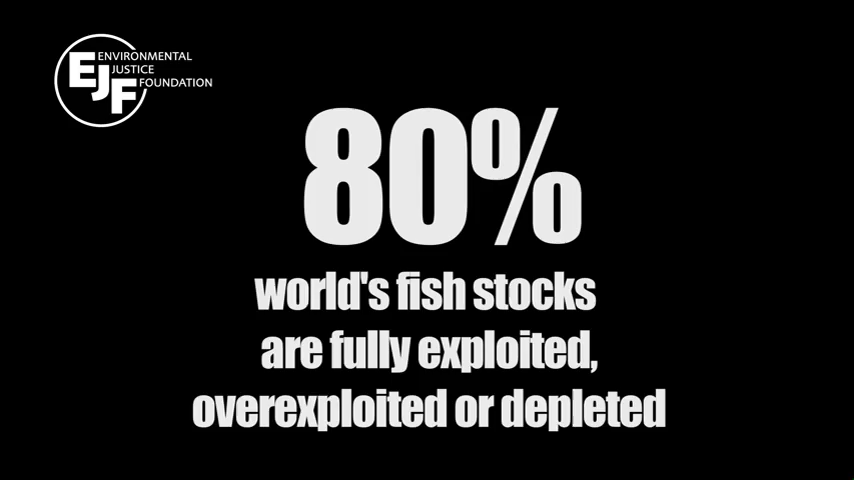 EJF
ENVIRONMENTAL
JUSTICE
FOUNDATION
80%
world's fish stocks
are fully exploited,
overexploited or depleted